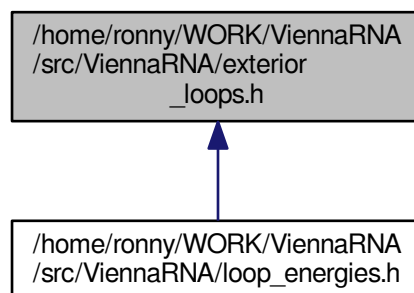 /home/ronny/WORK/ViennaRNA
/src/ViennaRNA/exterior
_loops.h
/home/ronny/WORK/ViennaRNA
/src/ViennaRNA/loop_energies.h